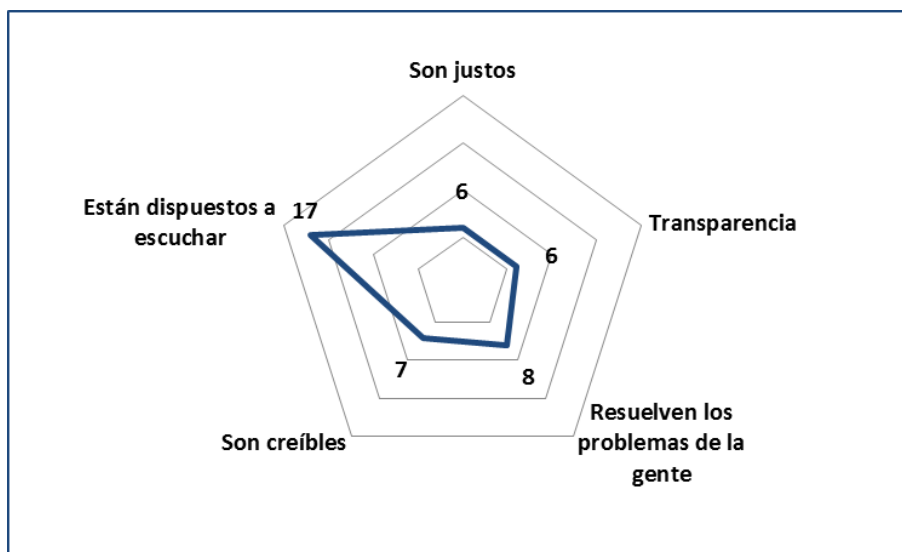 Son justos
6
Están dispuestos a
escuchar
17
Transparencia
6
7
8
Son creíbles
Resuelven los
problemas de la
gente